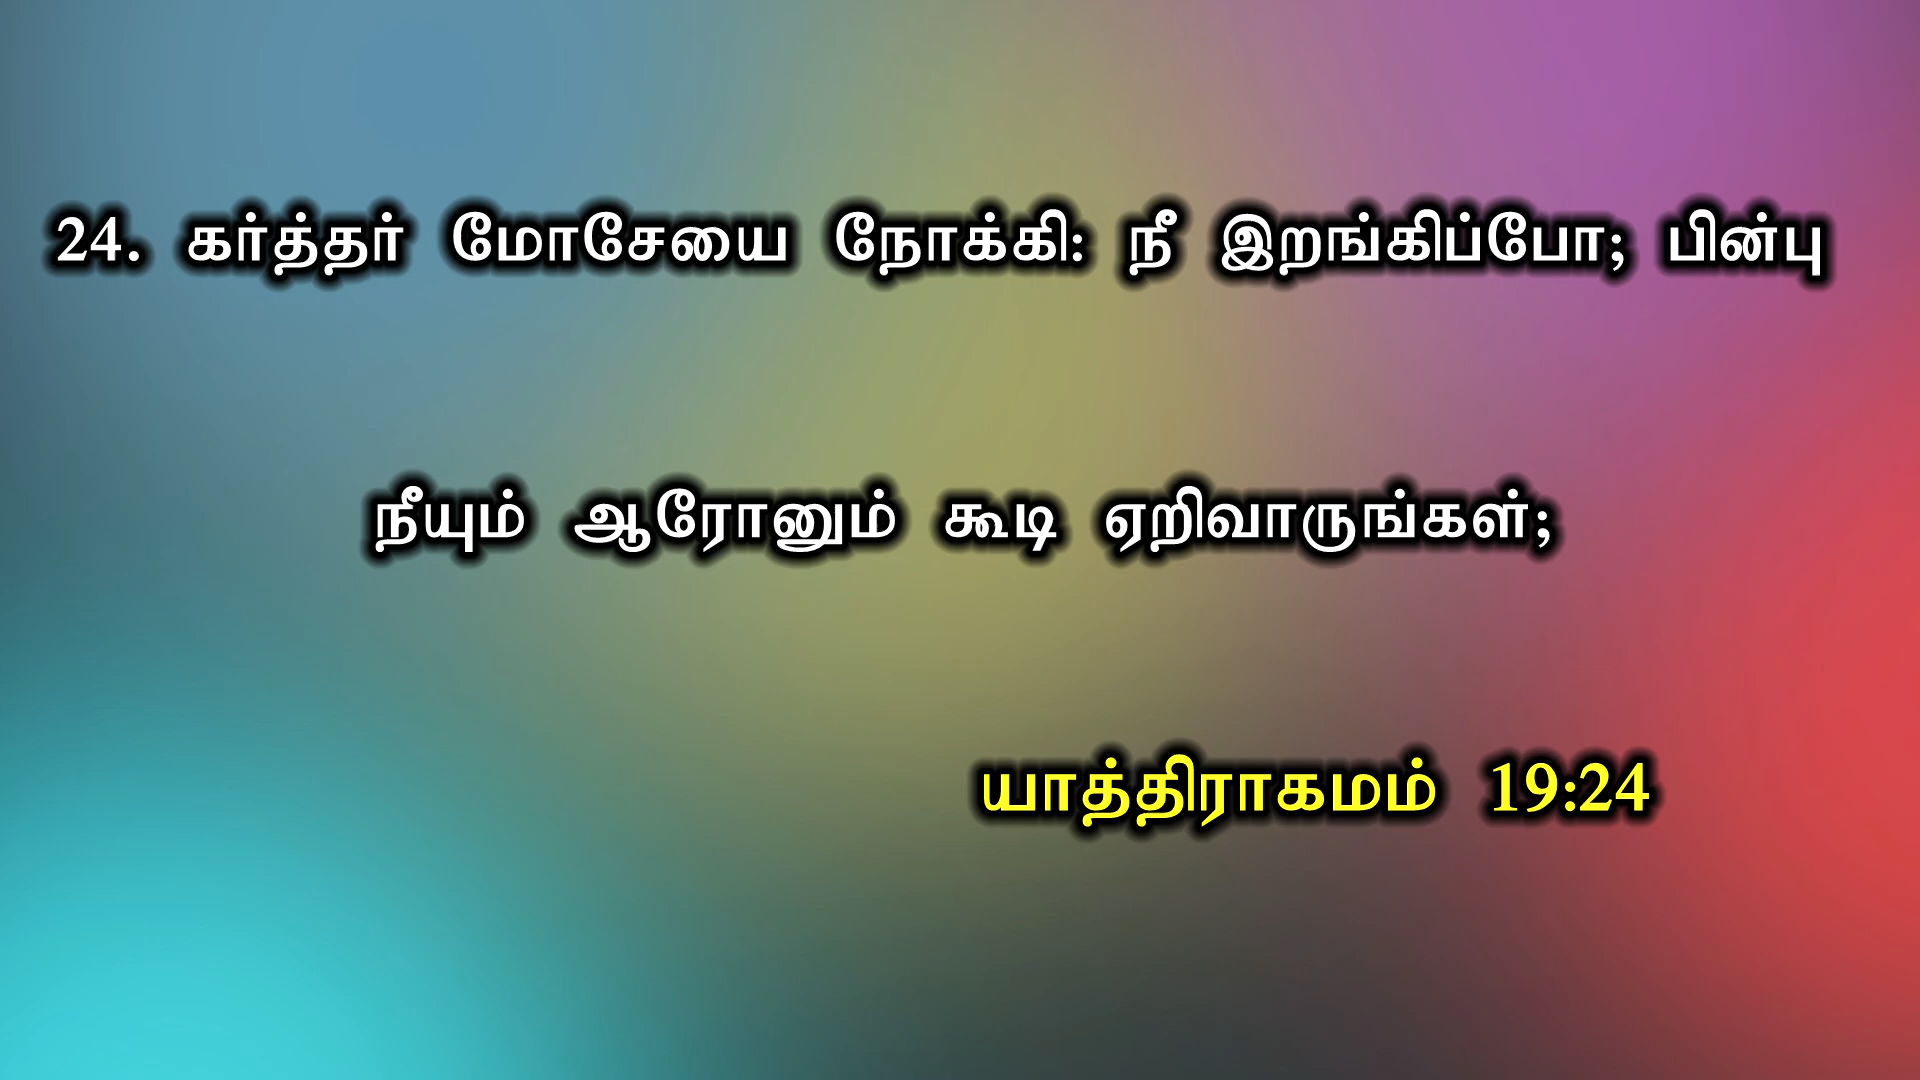 24. கர்த்தர் மோசேயை நோக்கி: நீ இறங்கிப்போ; பின்பு
நீயும் ஆரோனும் கூடி ஏறிவாருங்கள்;
யாத்திராகமம் 19:24